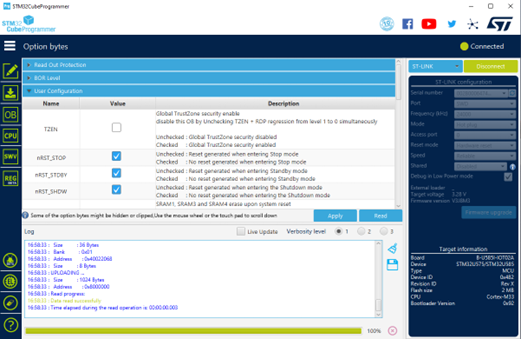 STM32CubeProgrammer
STM32
CubeProgrammer
ST
Option bytes
Connected
Read Out Protection
BOR Level
User Configuration
Name Value Description
TZEN
Global TrustZone security enable
disable this OB by Unchecking TZEN + RDP regression from level 1 to 0 simultaneously
Unchecked : Global TrustZone security disabled
Checked : Global TrustZone security enabled
nRST_STOP
Unchecked : Reset generated when entering Stop mode
Checked : No reset generated when entering Stop mode
nRST_STDBY
Unchecked : Reset generated when entering Standby mode
Checked : No reset generated when entering Standby mode
nRST_SHDW
Unchecked : Reset generated when entering the Shutdown mode
Checked : No reset generated when entering the Shutdown mode
SRAM1, SRAM3 and SRAM4 erase upon system reset
Some of the option bytes might be hidden or clipped.Use the mouse wheel or the touch pad to scroll down
Apply Read
Log Live Update Verbosity level 1 2 3
16:58:33 : Size : 36 Bytes
16:58:33 : Bank : 0x01
16:58:33 : Address : 0x40022068
16:58:33 : Size : 8 Bytes
16:58:33 : UPLOADING ...
16:58:33 : Size : 1024 Bytes
16:58:33 : Address : 0x8000000
16:58:33 : Read progress:
16:58:33 : Data read successfully
16:58:33 : Time elapsed during the read operation is: 00:00:00.003
100%
OB
CPU
SWV
REG
ST-LINK Disconnect
ST-LINK configuration
Serial number
Port
Frequency (kHz)
Mode
Access port
Reset mode
Speed
Shared
Debug in Low Power mode
External loader
Target voltage 3.28 V
Firmware version
Firmware upgrade
Target information
Board B-U585I-IOT02A
Device STM32U575/STM32U585
Type MCU
Device ID 0x482
Revision ID Rev X
Flash size 2 MB
CPU Cortex-M33
Bootloader Version 0x92